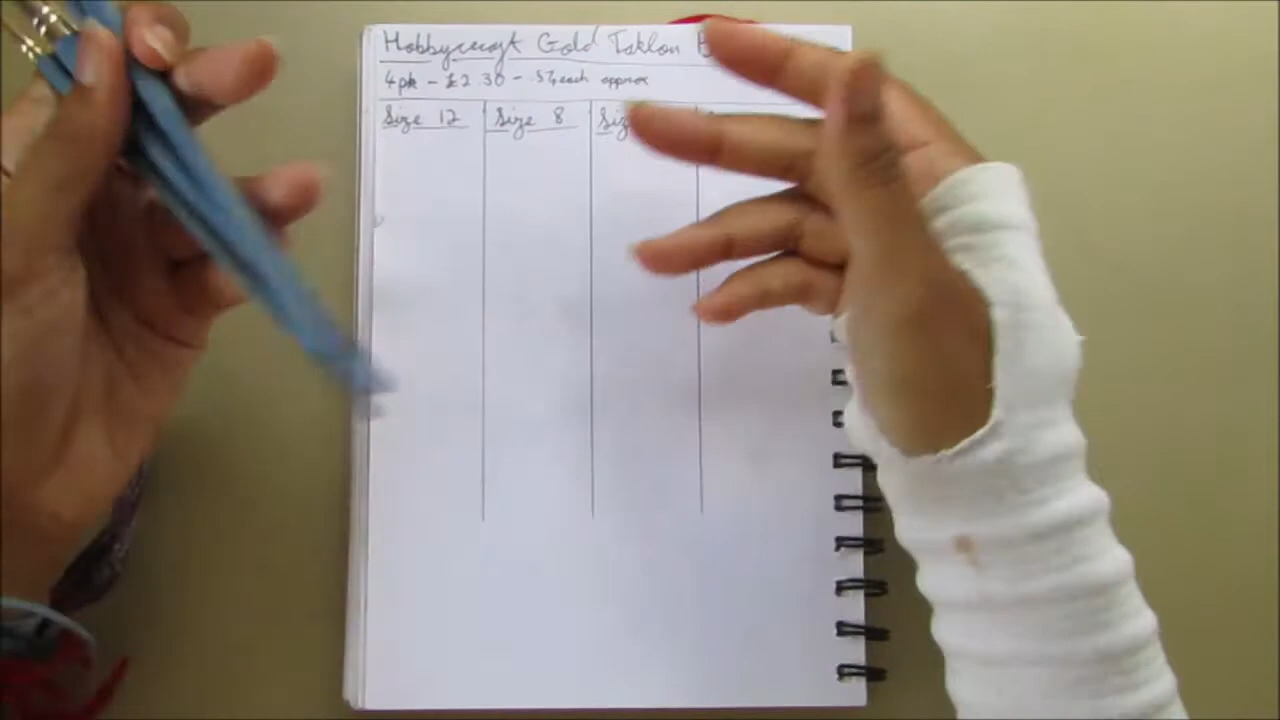 Hobbycraft Gold Taklon
4pk - £2.30 - 57p each approx
Size 12 Size 8